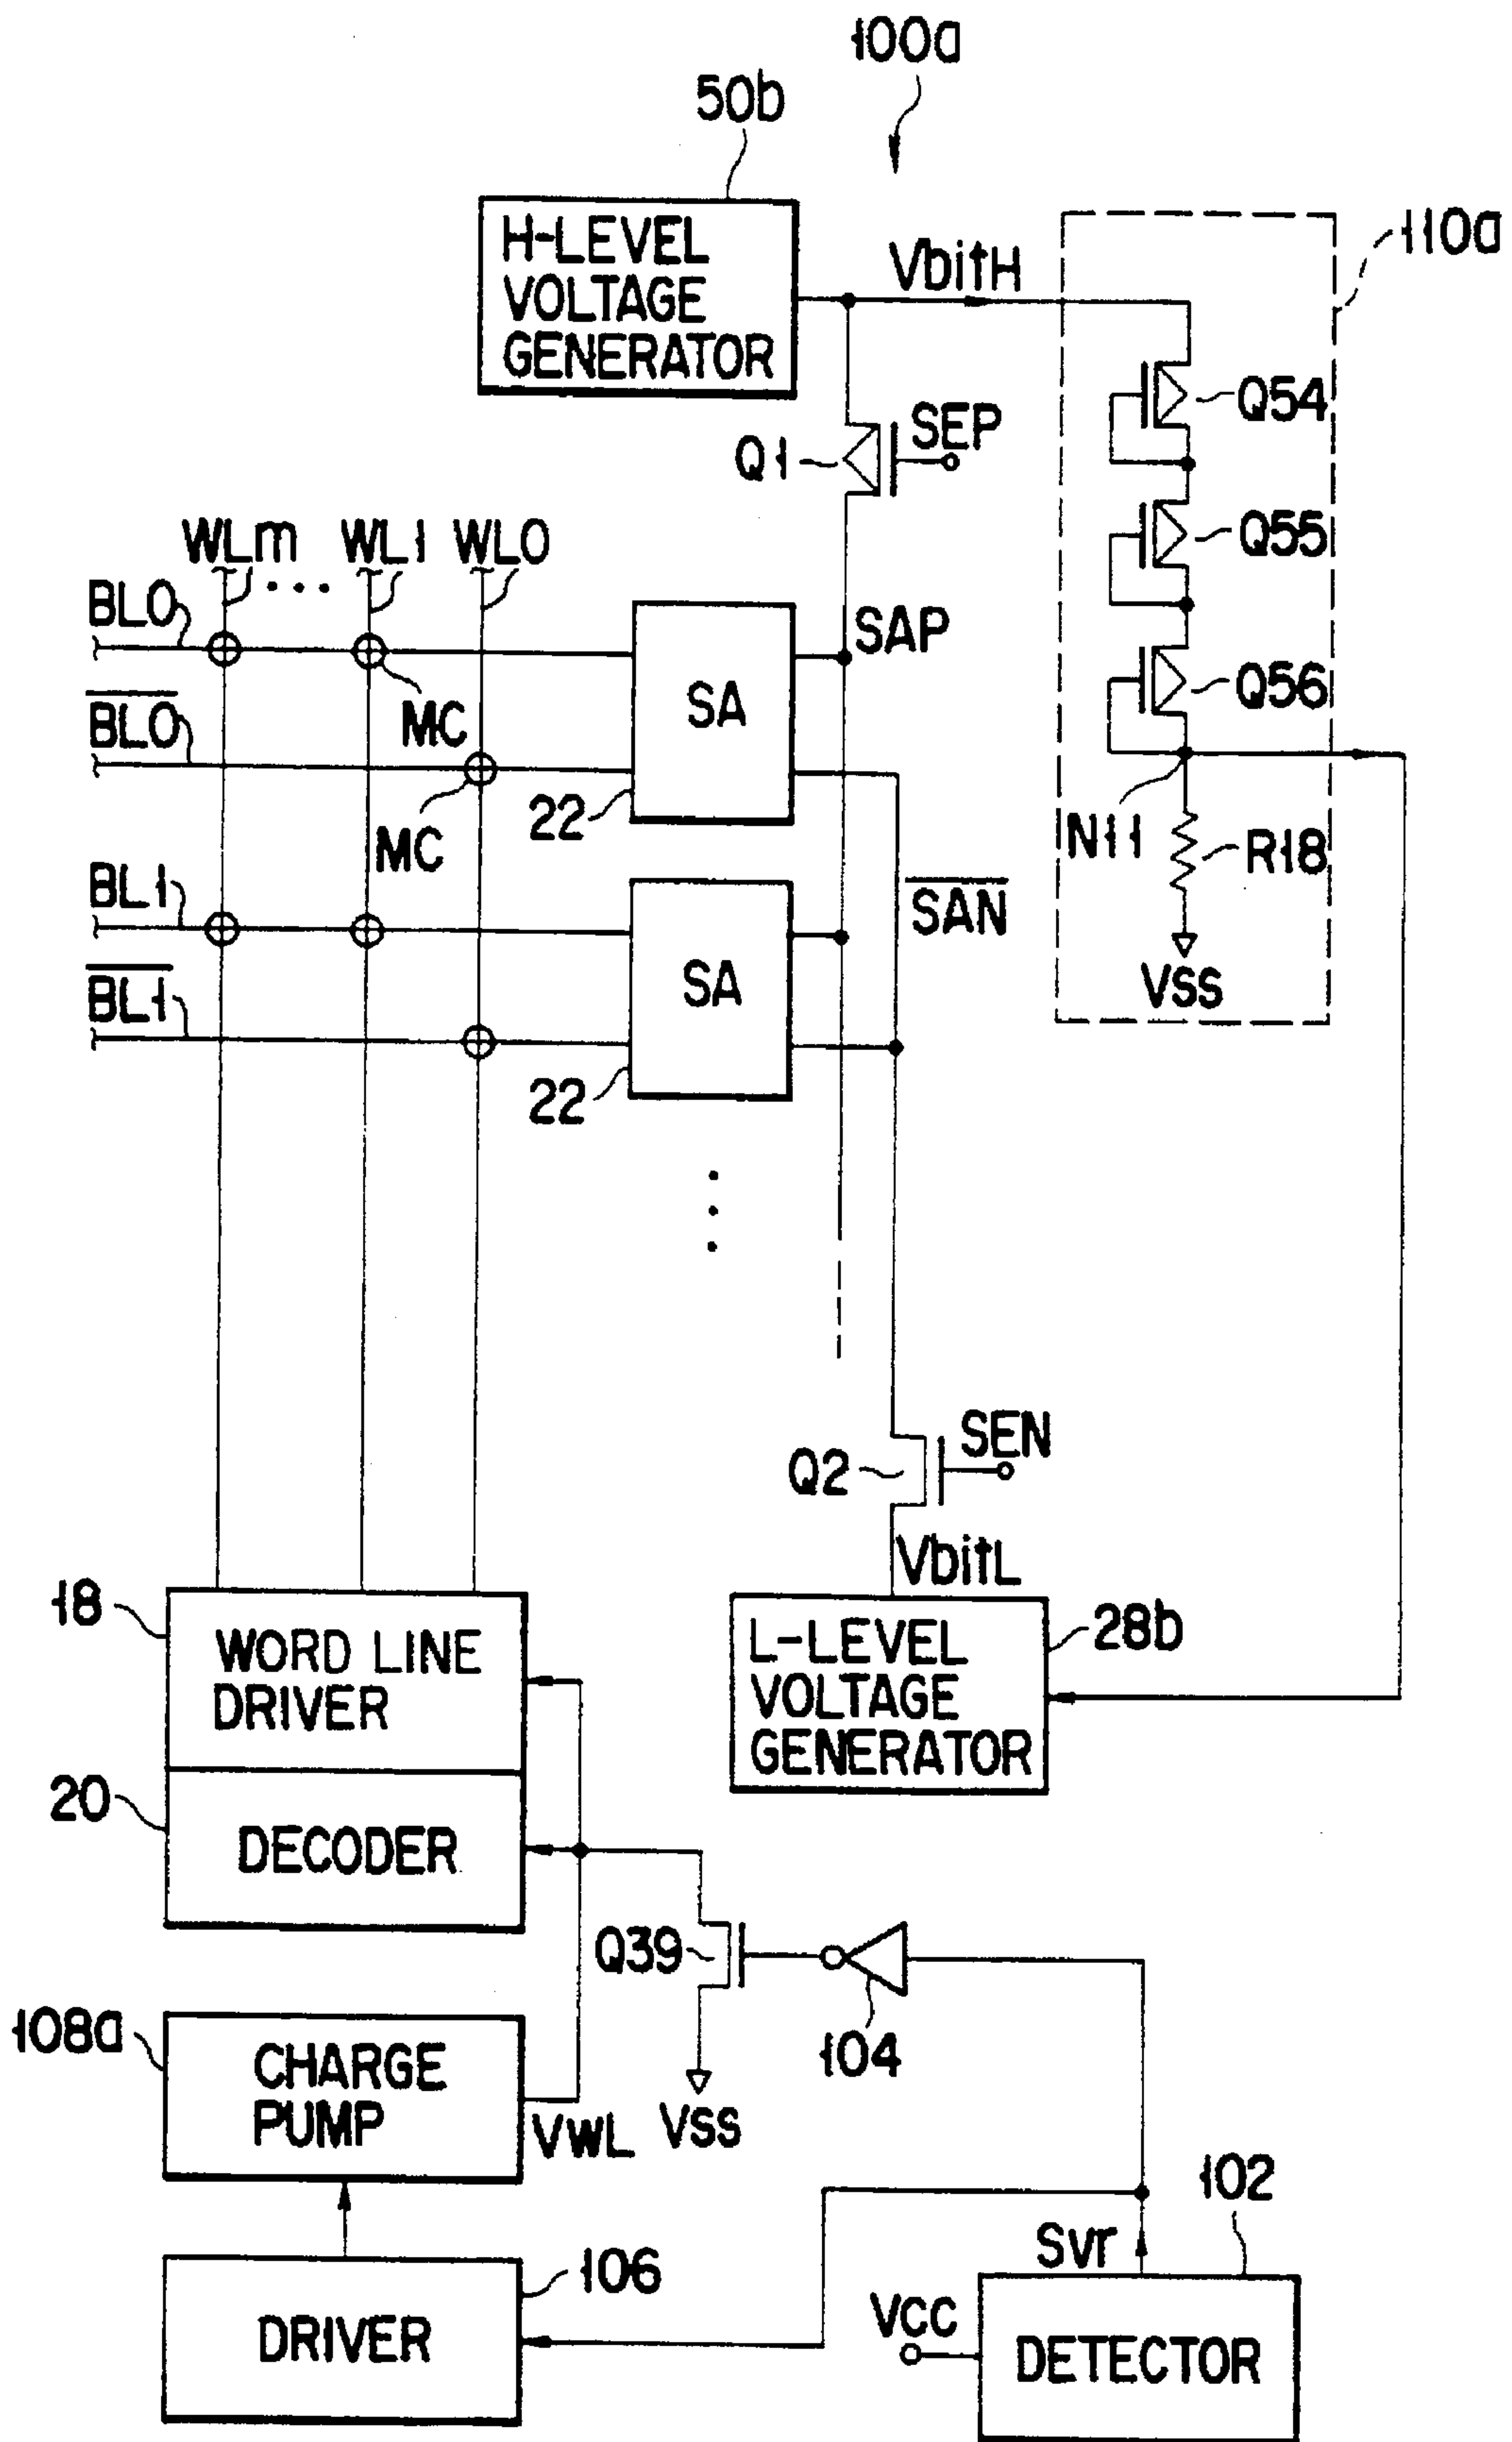 100a
50b
H-LEVEL
VOLTAGE
GENERATOR
VbitH
110a
Q54
Q1
SEP
Q55
WLm ... WL1 WL0
BL0
SAP
MC
SA
Q56
BL0
MC
22
N11
R18
BL1
SAN
SA
VSS
BL1
22
SEN
Q2
VbitL
18
WORD LINE
DRIVER
L-LEVEL
VOLTAGE
GENERATOR
28b
20
DECODER
Q39
104
108a
CHARGE
PUMP
VWL
VSS
102
Svr
106
DRIVER
VCC
DETECTOR